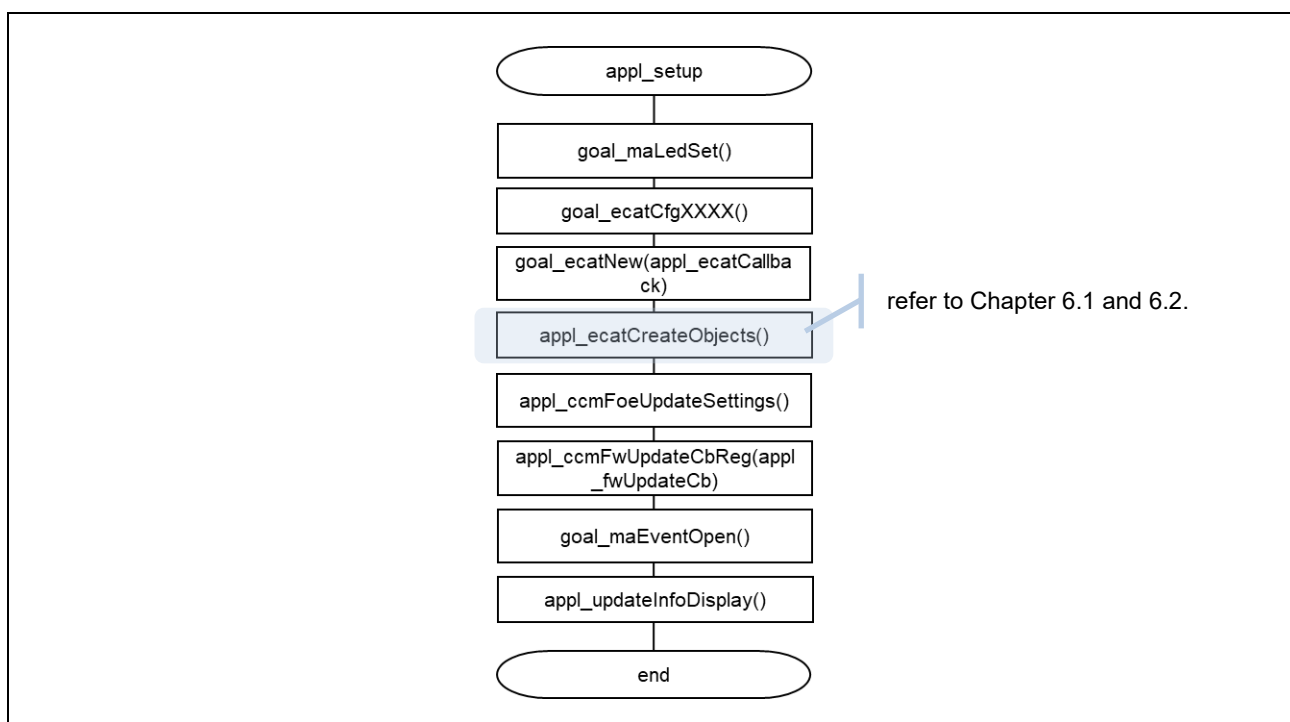 appl_setup
goal_maLedSet()
goal_ecatCfgXXXX()
goal_ecatNew(appl_ecatCallba
ck)
appl_ecatCreateObjects()
refer to Chapter 6.1 and 6.2.
appl_ccmFoeUpdateSettings()
appl_ccmFwUpdateCbReg(appl
_fwUpdateCb)
goal_maEventOpen()
appl_updateInfoDisplay()
end